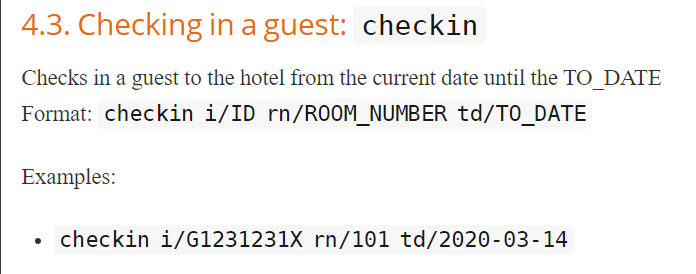 4.3. Checking in a guest: checkin
Checks in a guest to the hotel from the current date until the TO_DATE
Format: checkin i/ID rn/ROOM_NUMBER td/TO_DATE
Examples:
• checkin i/G1231231X rn/101 td/2020-03-14